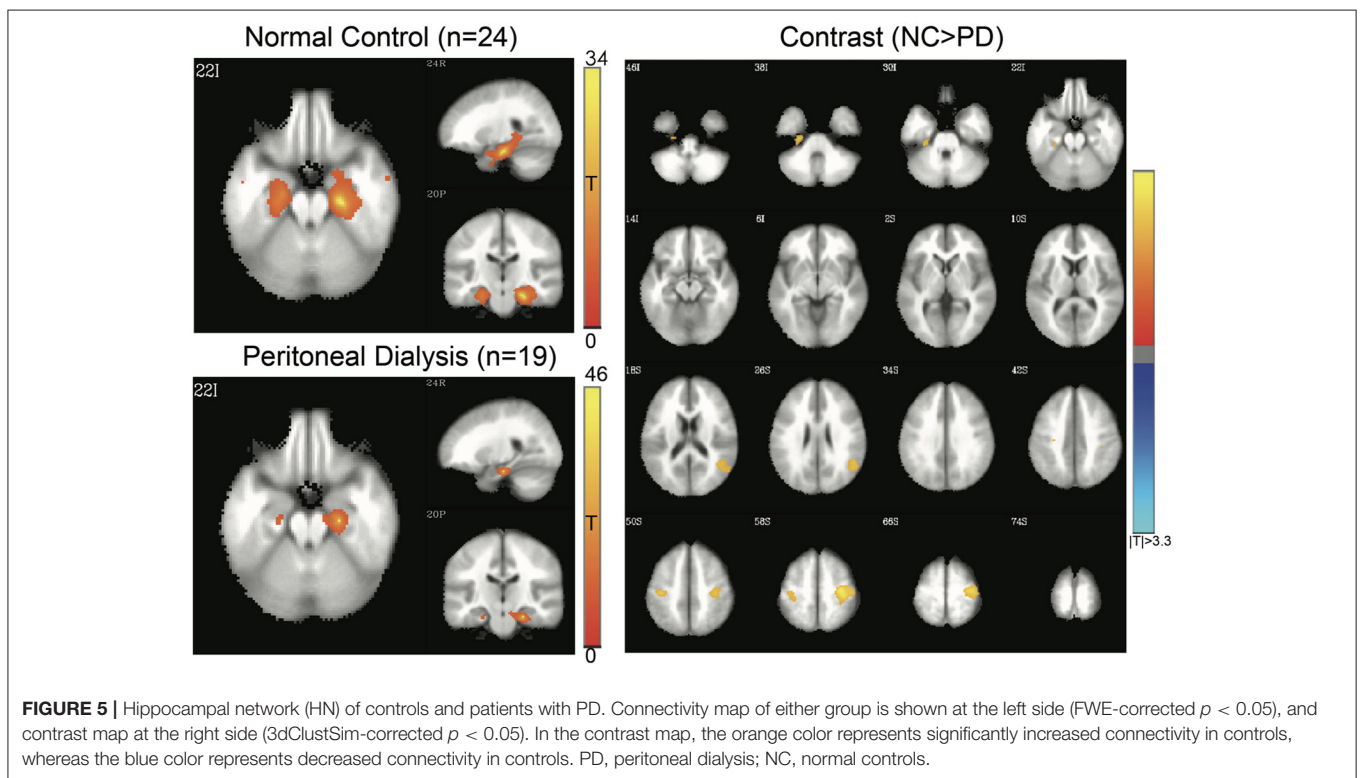 Normal Control (n=24)
22I
24R
20P
34
T
0
Peritoneal Dialysis (n=19)
22I
24R
20P
46
T
0
Contrast (NC>PD)
46I 38I 30I 22I
14I 6I 2S 10S
18S 26S 34S 42S
50S 58S 66S 74S
|T|>3.3
FIGURE 5 | Hippocampal network (HN) of controls and patients with PD. Connectivity map of either group is shown at the left side (FWE-corrected p < 0.05), and
contrast map at the right side (3dClustSim-corrected p < 0.05). In the contrast map, the orange color represents significantly increased connectivity in controls,
whereas the blue color represents decreased connectivity in controls. PD, peritoneal dialysis; NC, normal controls.